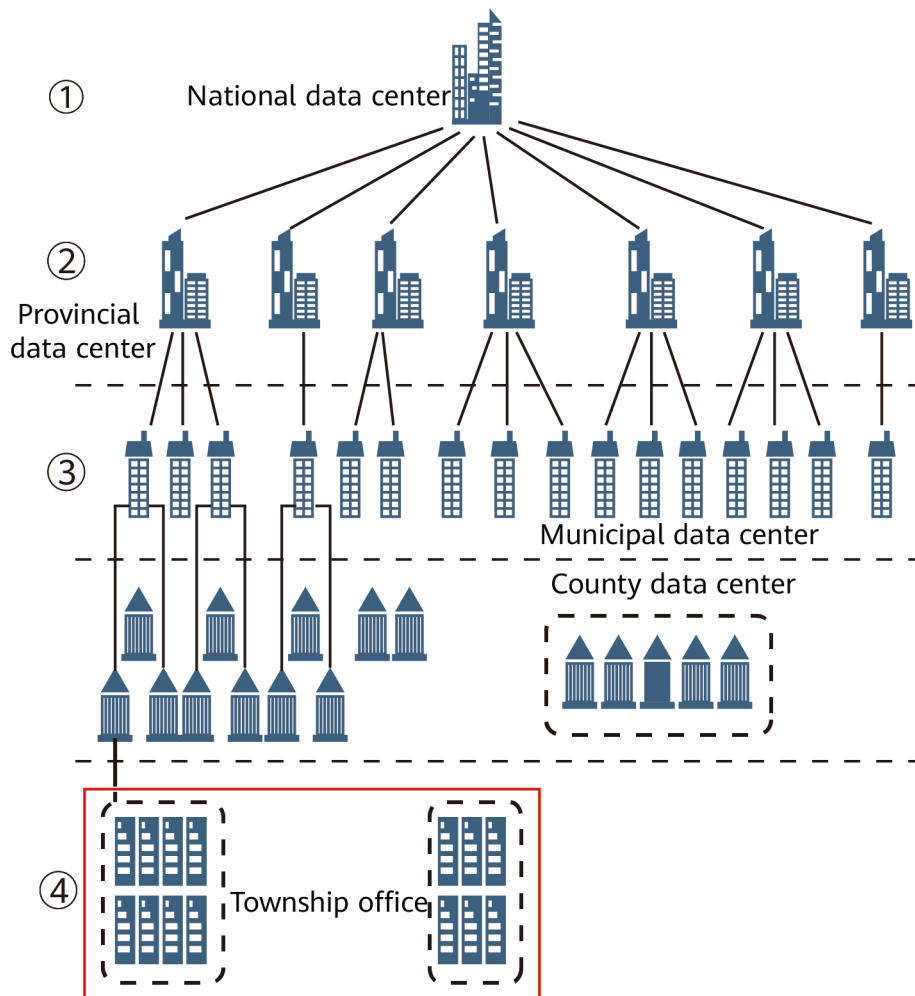 ①
National data center
②
Provincial
data center
③
Municipal data center
County data center
④
Township office